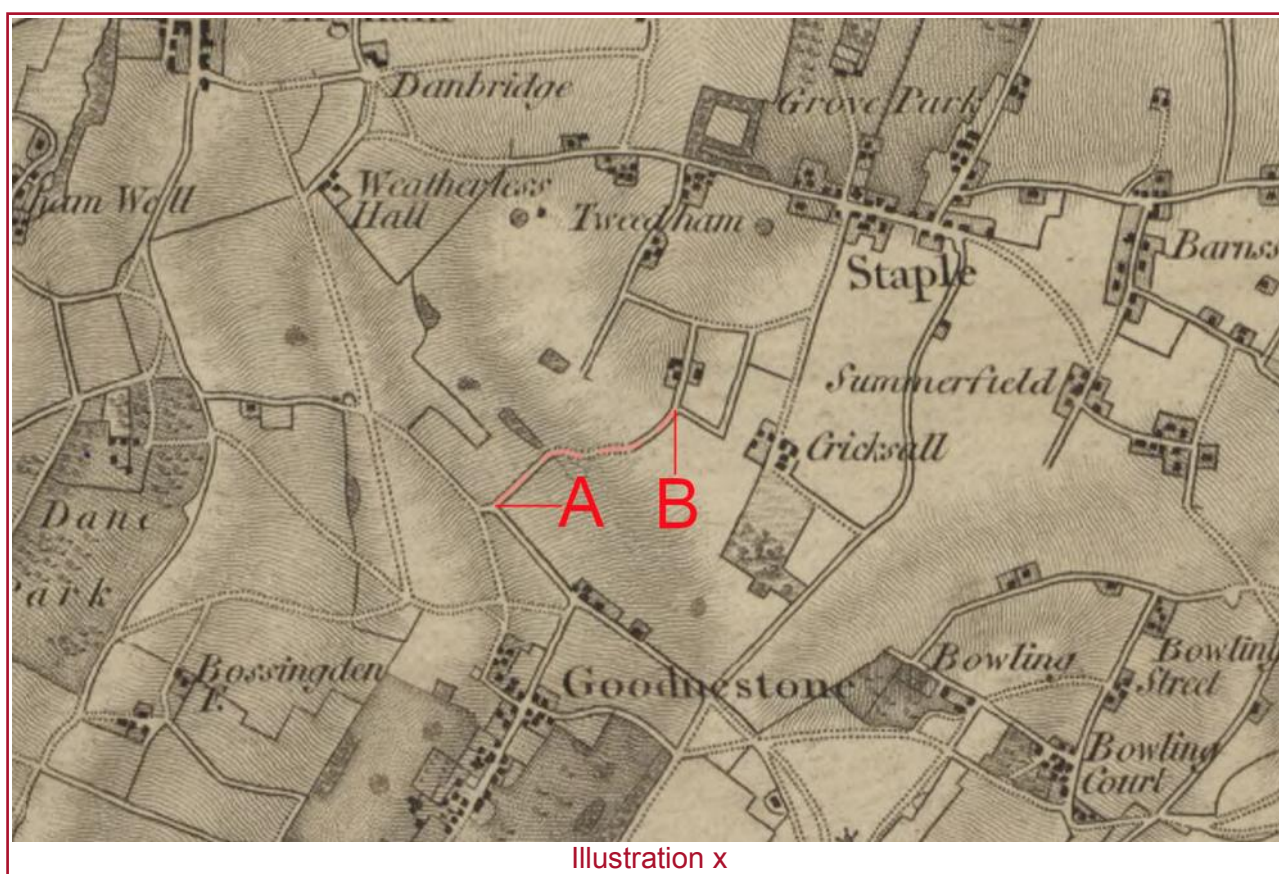 Danbridge
Grove Park
Weatherless
Hall
Tweedham
Staple
Barnss
Summerfield
Cricksall
A
B
Dane
Park
Bossingden
F.
Goodnestone
Bowling
Bowling
Street
Bowling
Court
Illustration x